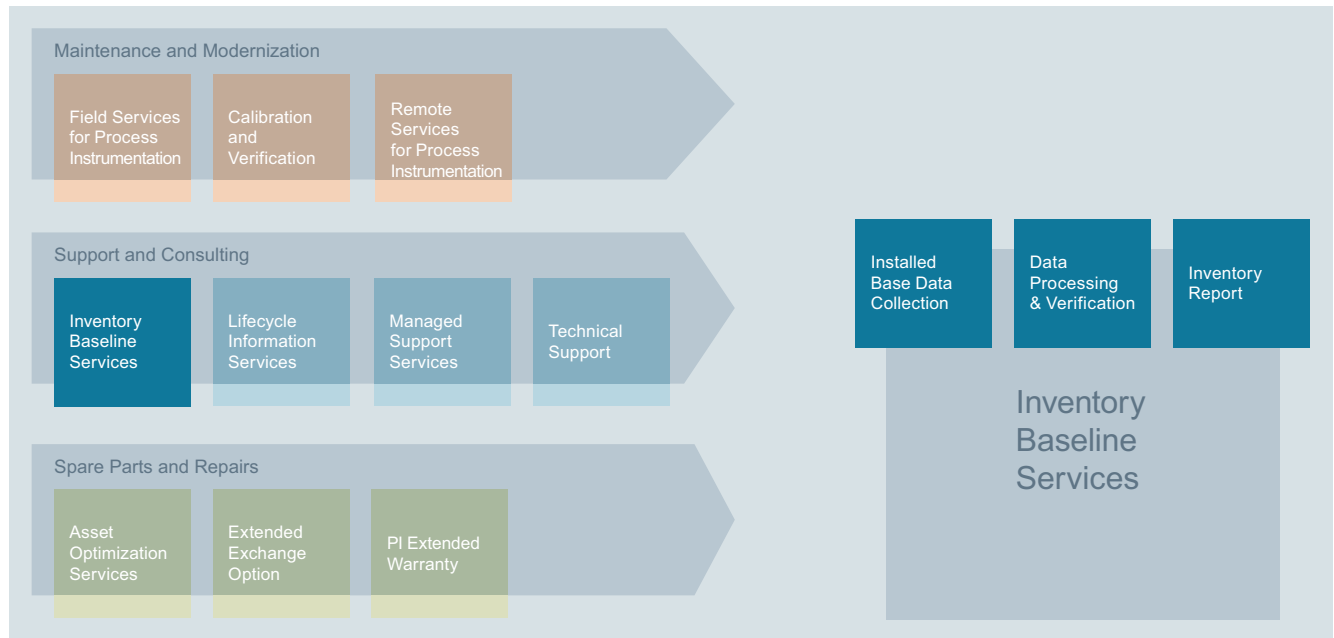 Maintenance and Modernization
Field Services
for Process
Instrumentation
Calibration
and
Verification
Remote
Services
for Process
Instrumentation
Support and Consulting
Inventory
Baseline
Services
Lifecycle
Information
Services
Managed
Support
Services
Technical
Support
Spare Parts and Repairs
Asset
Optimization
Services
Extended
Exchange
Option
PI Extended
Warranty
Installed
Base Data
Collection
Data
Processing
& Verification
Inventory
Report
Inventory
Baseline
Services